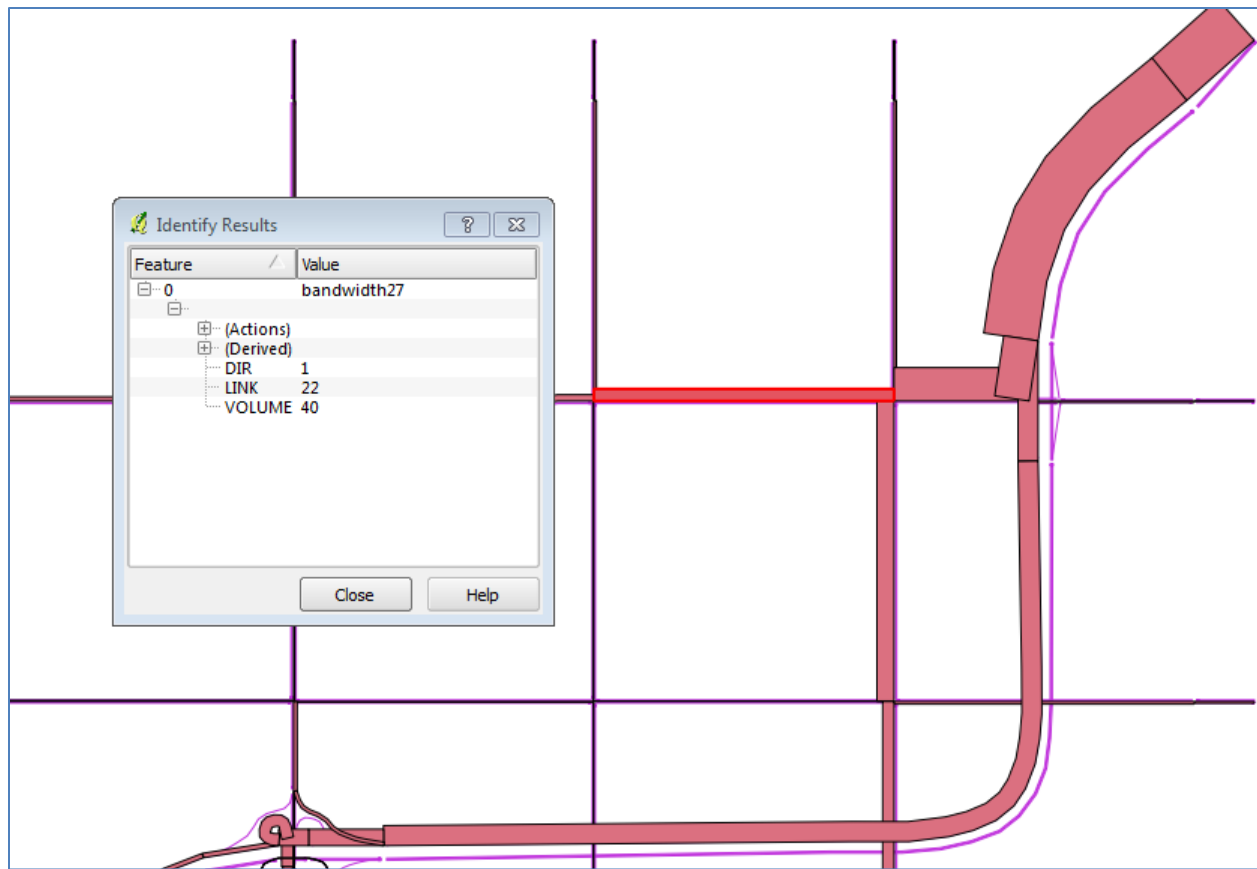 Identify Results
Feature Value
0 bandwidth27
(Actions)
(Derived)
DIR 1
LINK 22
VOLUME 40
Close Help